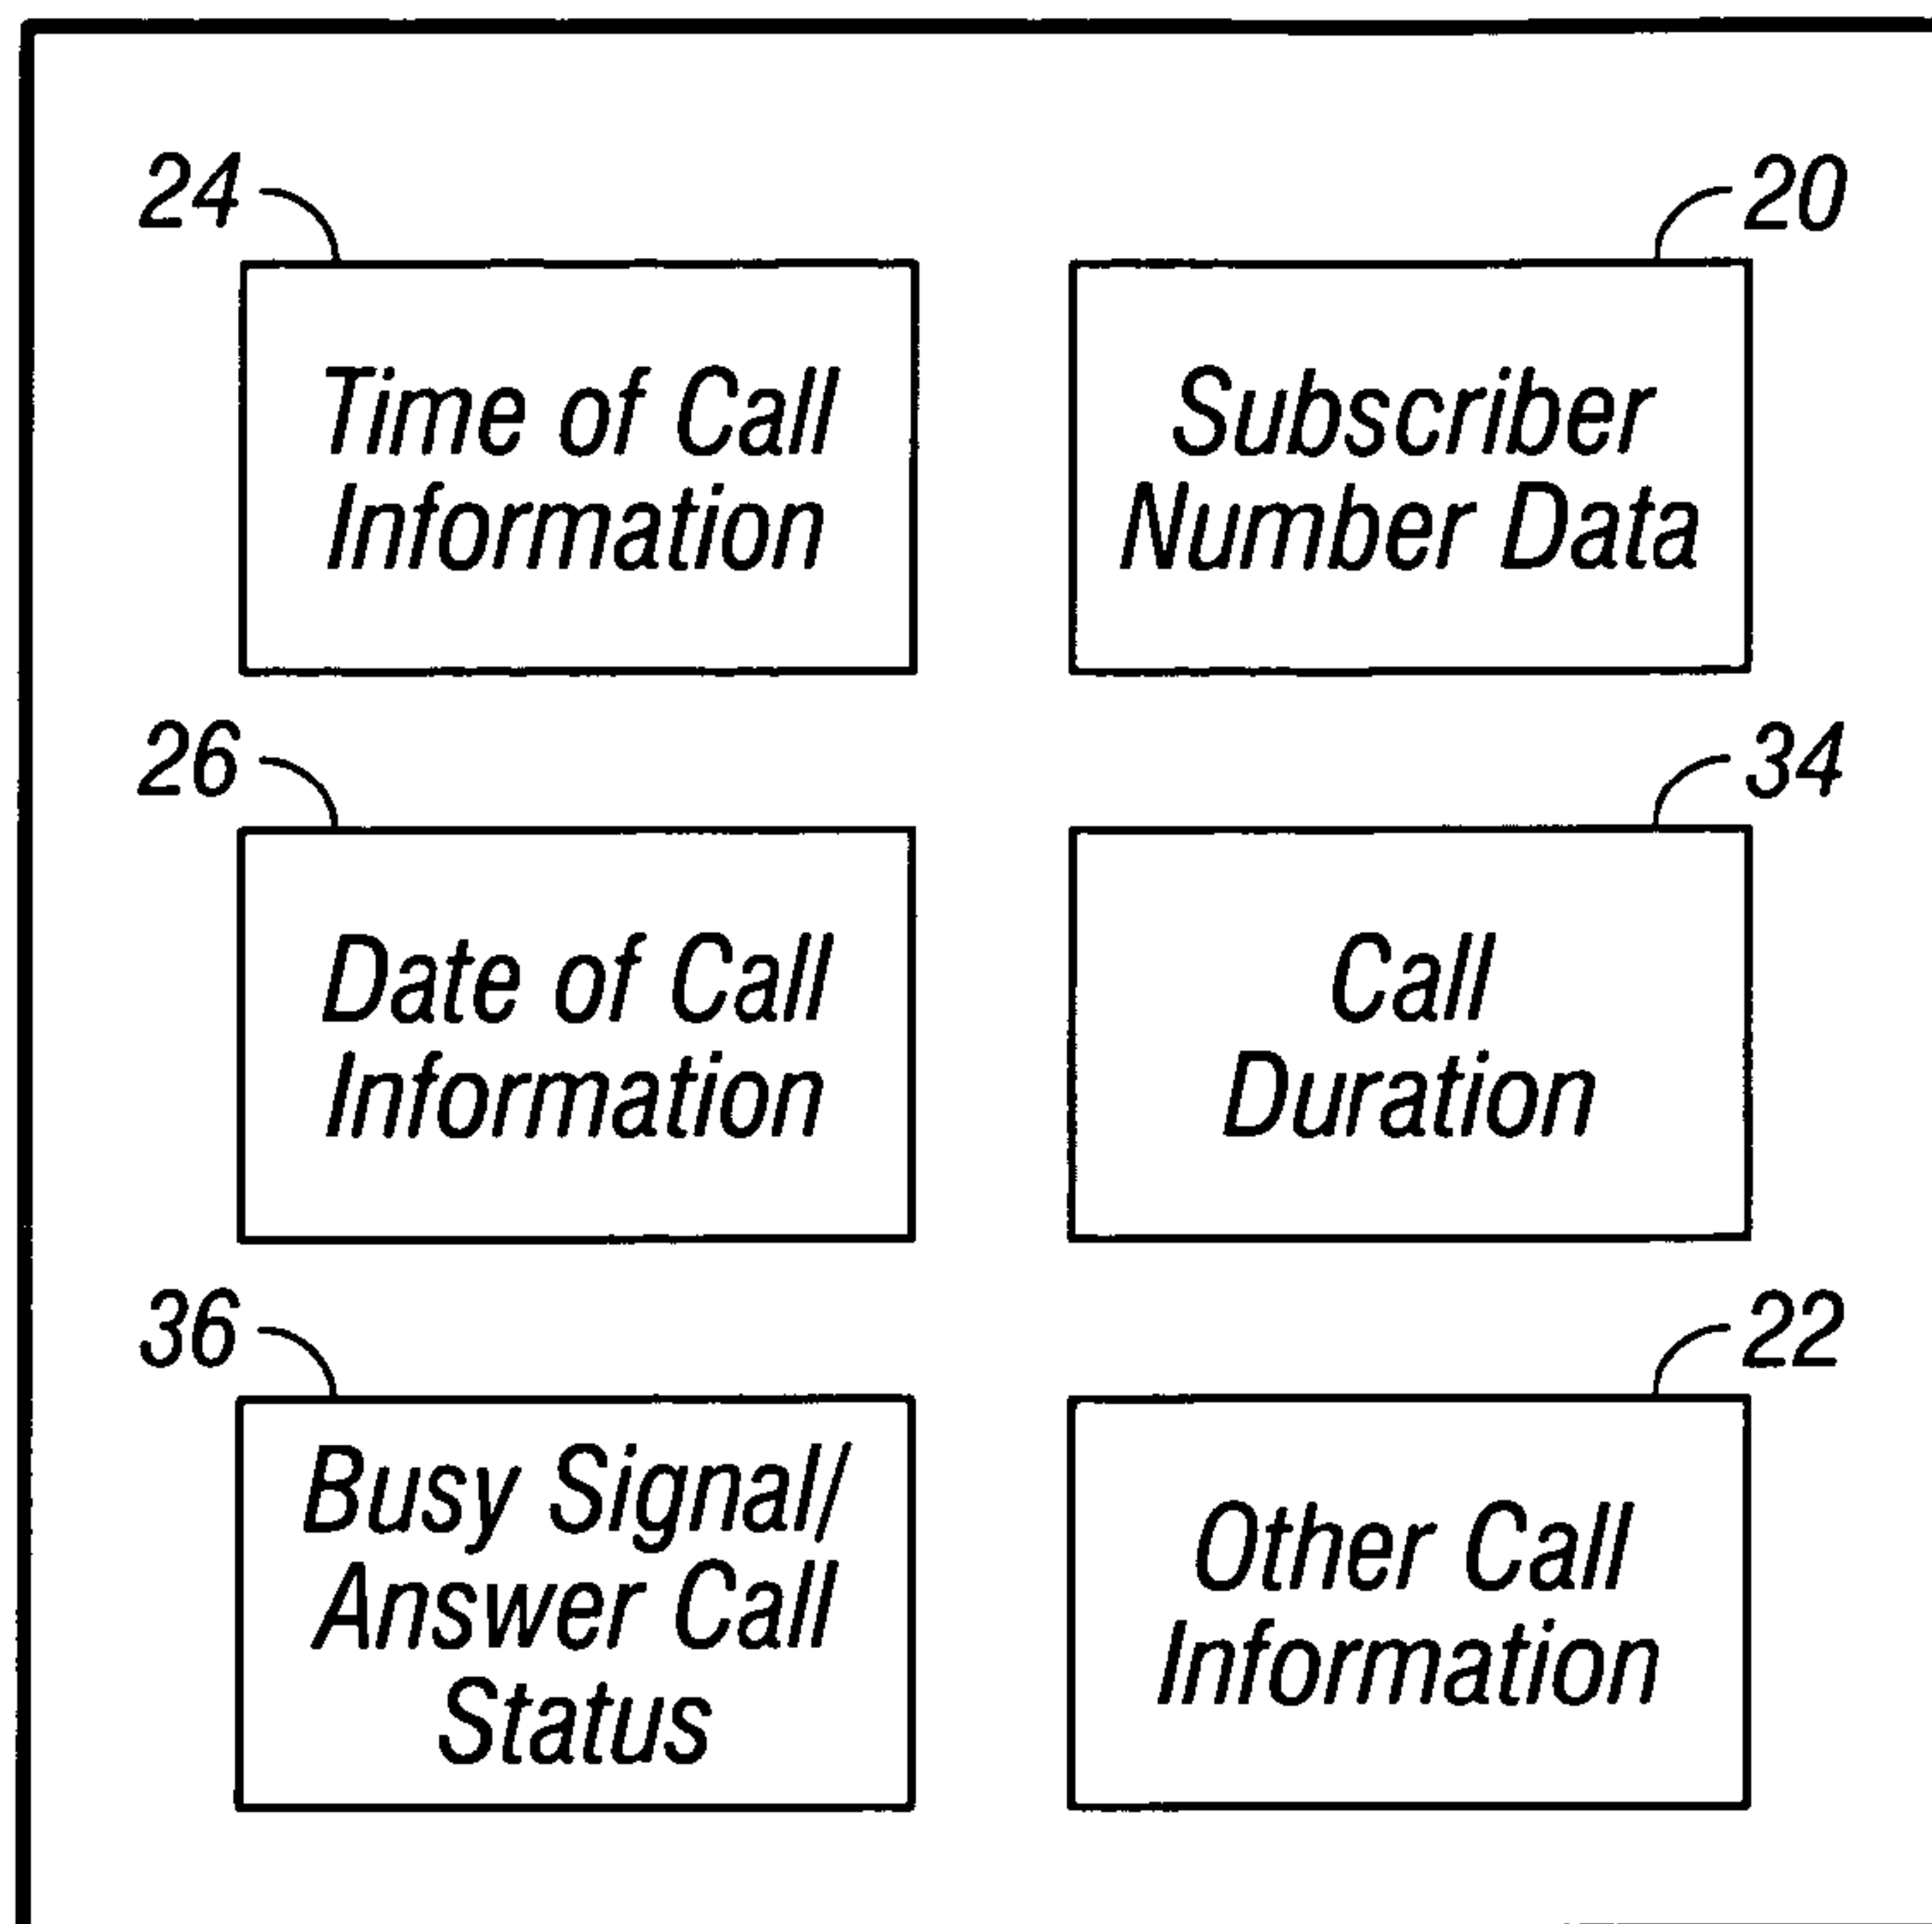 24
20
Time of Call
Information
Subscriber
Number Data
26
34
Date of Call
Information
Call
Duration
36
22
Busy Signal/
Answer Call
Status
Other Call
Information